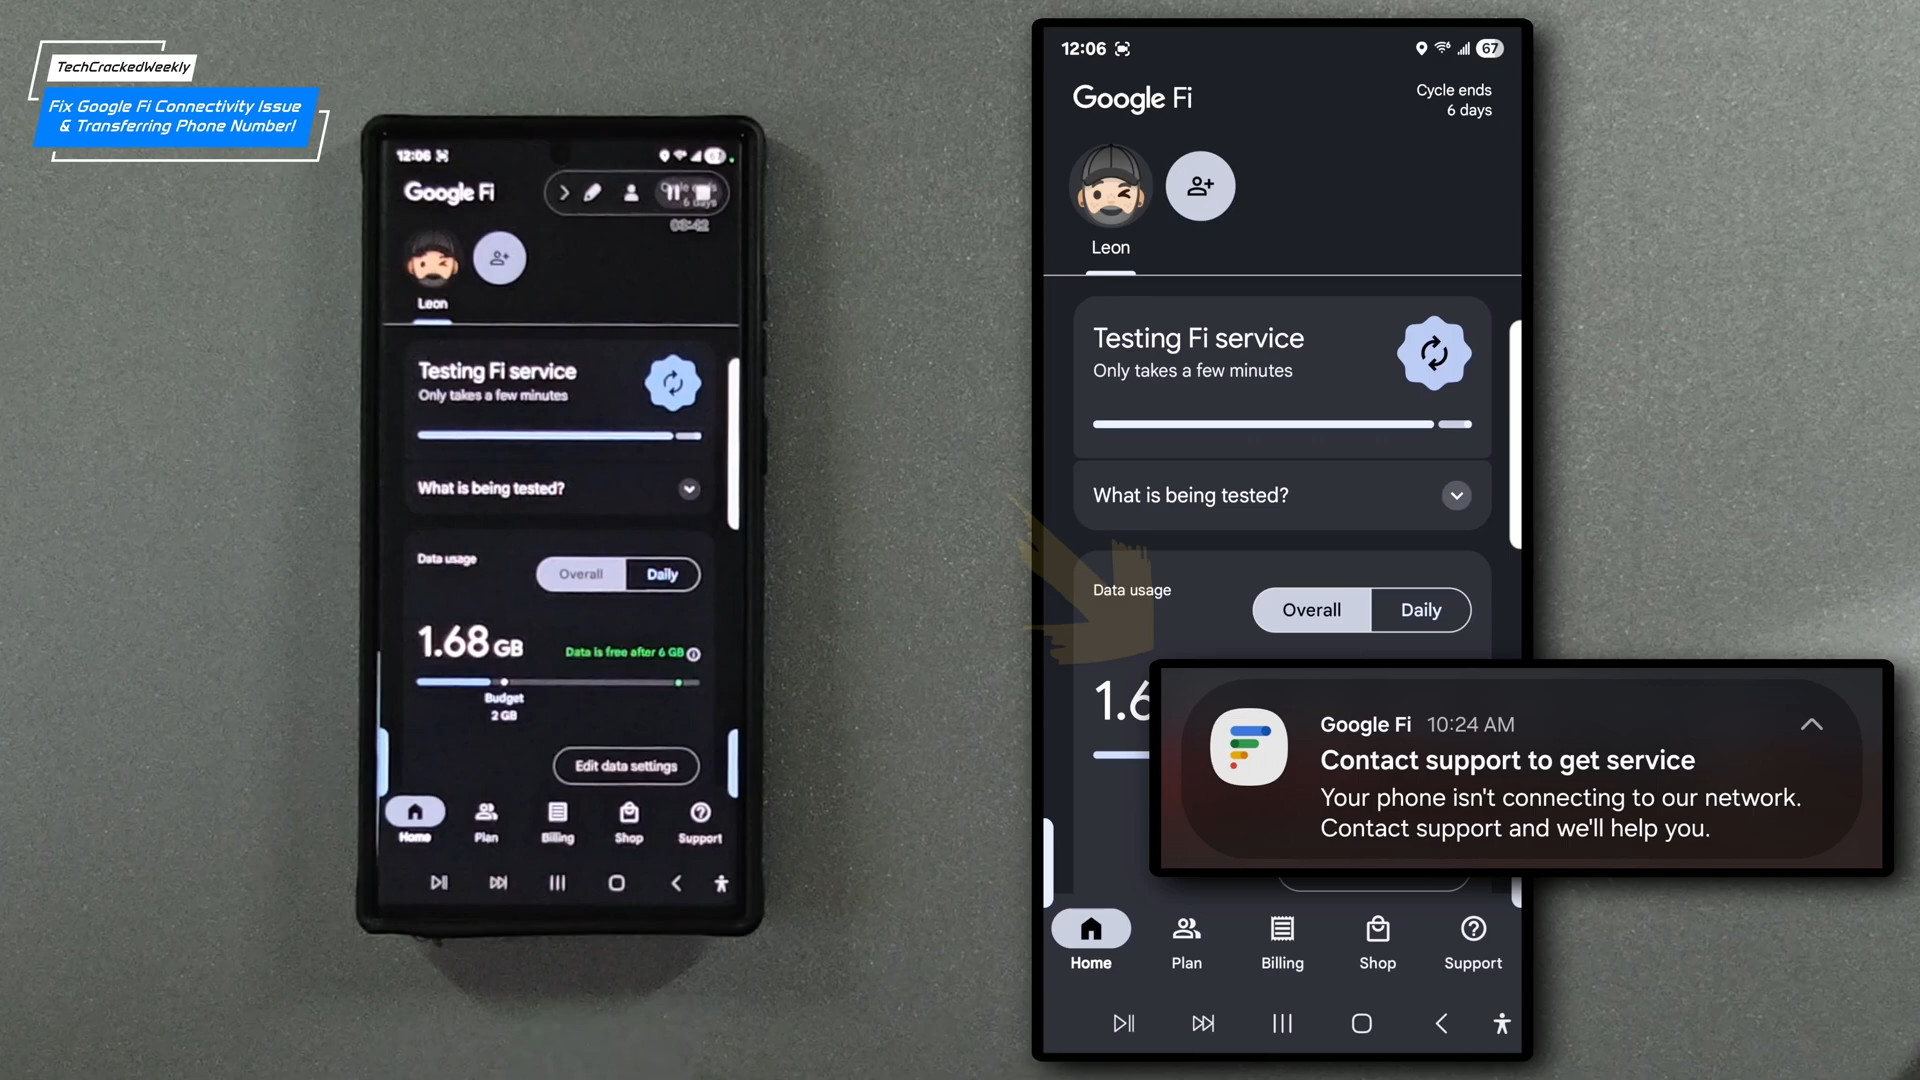 TechCrackedWeekly
Fix Google Fi Connectivity Issue
& Transferring Phone Number!
12:06
Google Fi
6 days
03:42
Leon
Testing Fi service
Only takes a few minutes
What is being tested?
Data usage
Overall
Daily
1.68 GB
Data is free after 6 GB
Budget
2 GB
Edit data settings
Home
Plan
Billing
Shop
Support
12:06
67
Google Fi
Cycle ends
6 days
Leon
Testing Fi service
Only takes a few minutes
What is being tested?
Data usage
Overall
Daily
1.6
Google Fi 10:24 AM
Contact support to get service
Your phone isn't connecting to our network.
Contact support and we'll help you.
Home
Plan
Billing
Shop
Support